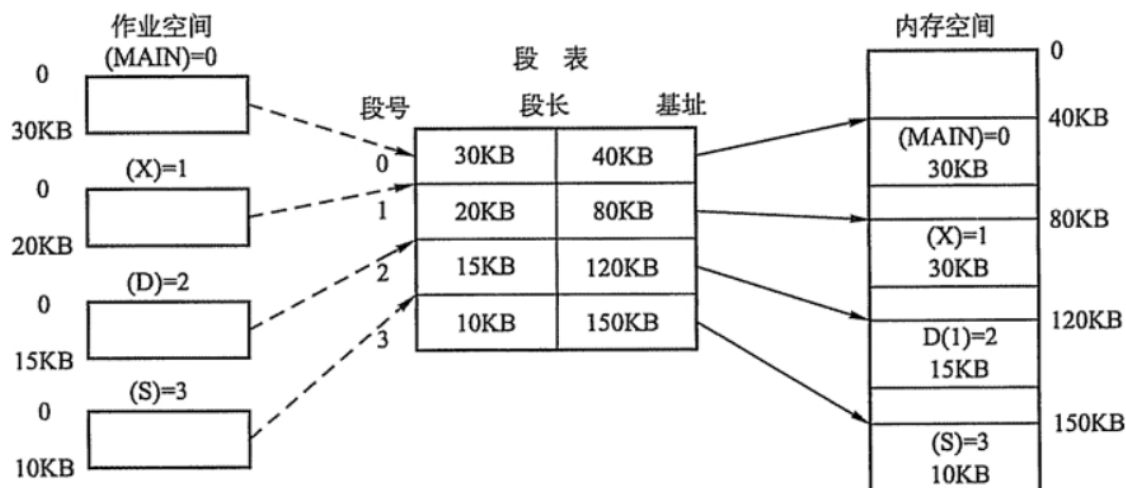 作业空间
(MAIN)=0
0
30KB
(X)=1
0
20KB
(D)=2
0
15KB
(S)=3
0
10KB
段 表
段号 段长 基址
0 30KB 40KB
1 20KB 80KB
2 15KB 120KB
3 10KB 150KB
内存空间
0
40KB
(MAIN)=0
30KB
80KB
(X)=1
30KB
120KB
D(1)=2
15KB
150KB
(S)=3
10KB